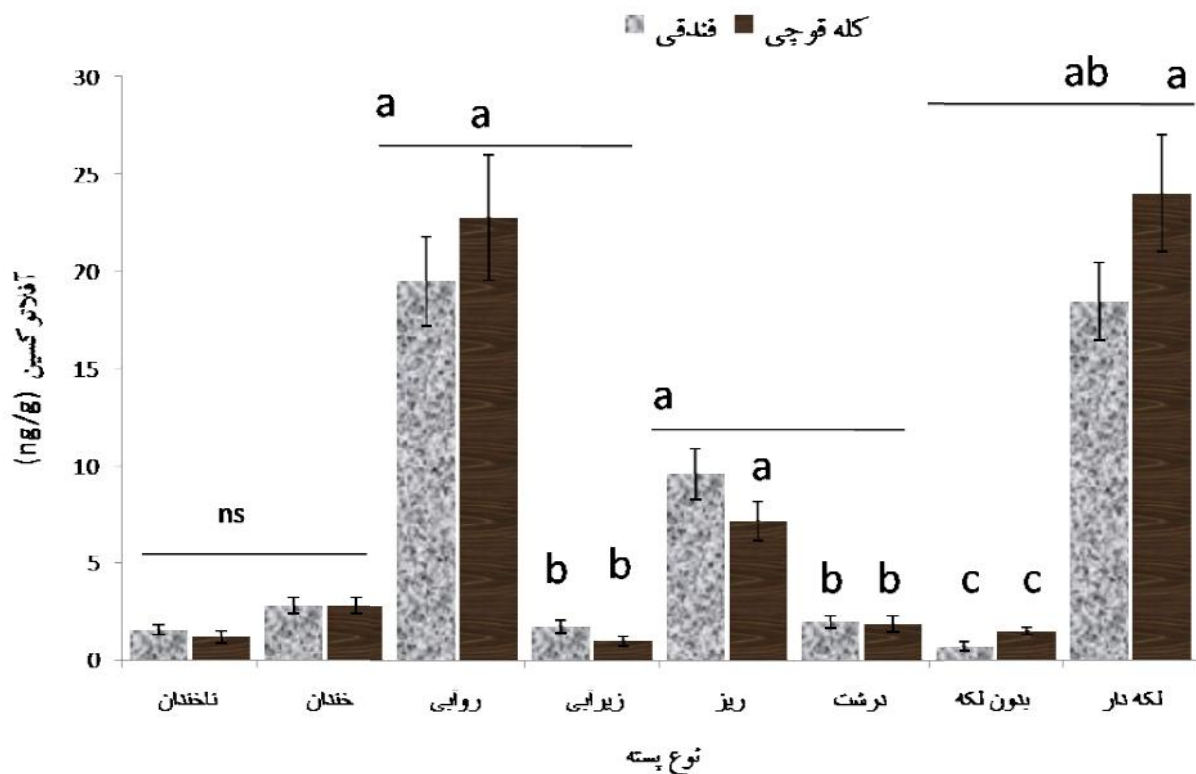 فندقی کله قوچی
ab a
a a
a
a
ns
b b b b c c
30
25
20
15
10
5
0
آفلاتوکسین (ng/g)
ناخندان خندان روآبی زیرآبی ریز درشت بدون لکه لکه دار
نوع پسته